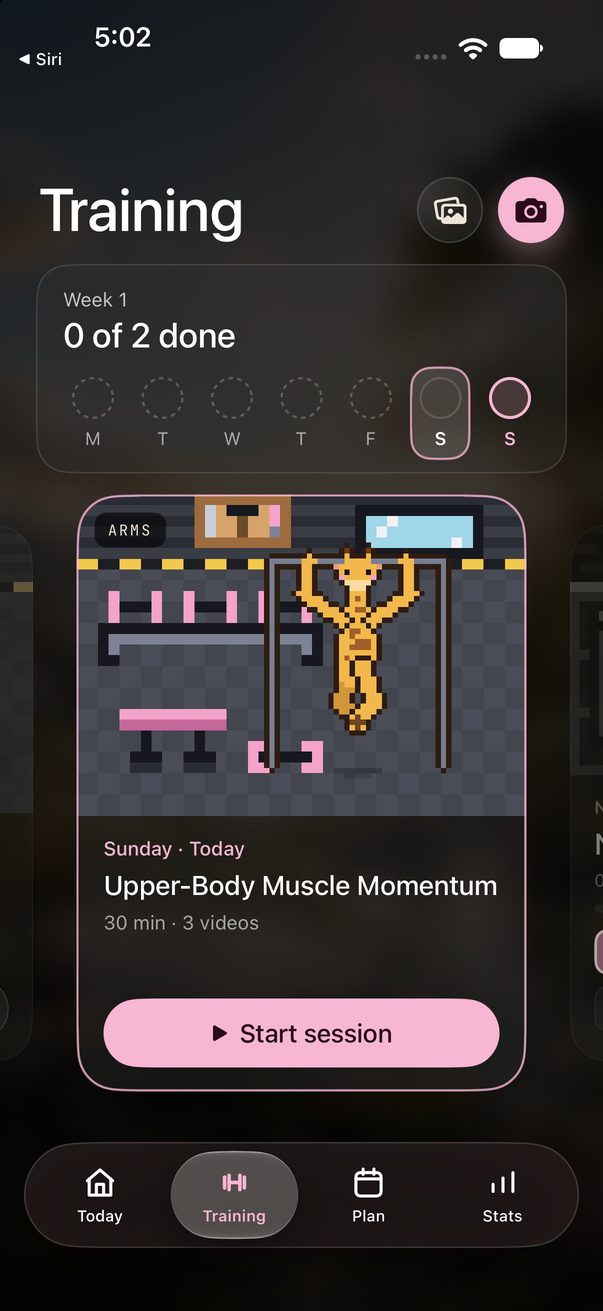 5:02
◀ Siri
Training
Week 1
0 of 2 done
M T W T F S S
ARMS
Sunday · Today
Upper-Body Muscle Momentum
30 min · 3 videos
Start session
Today
Training
Plan
Stats